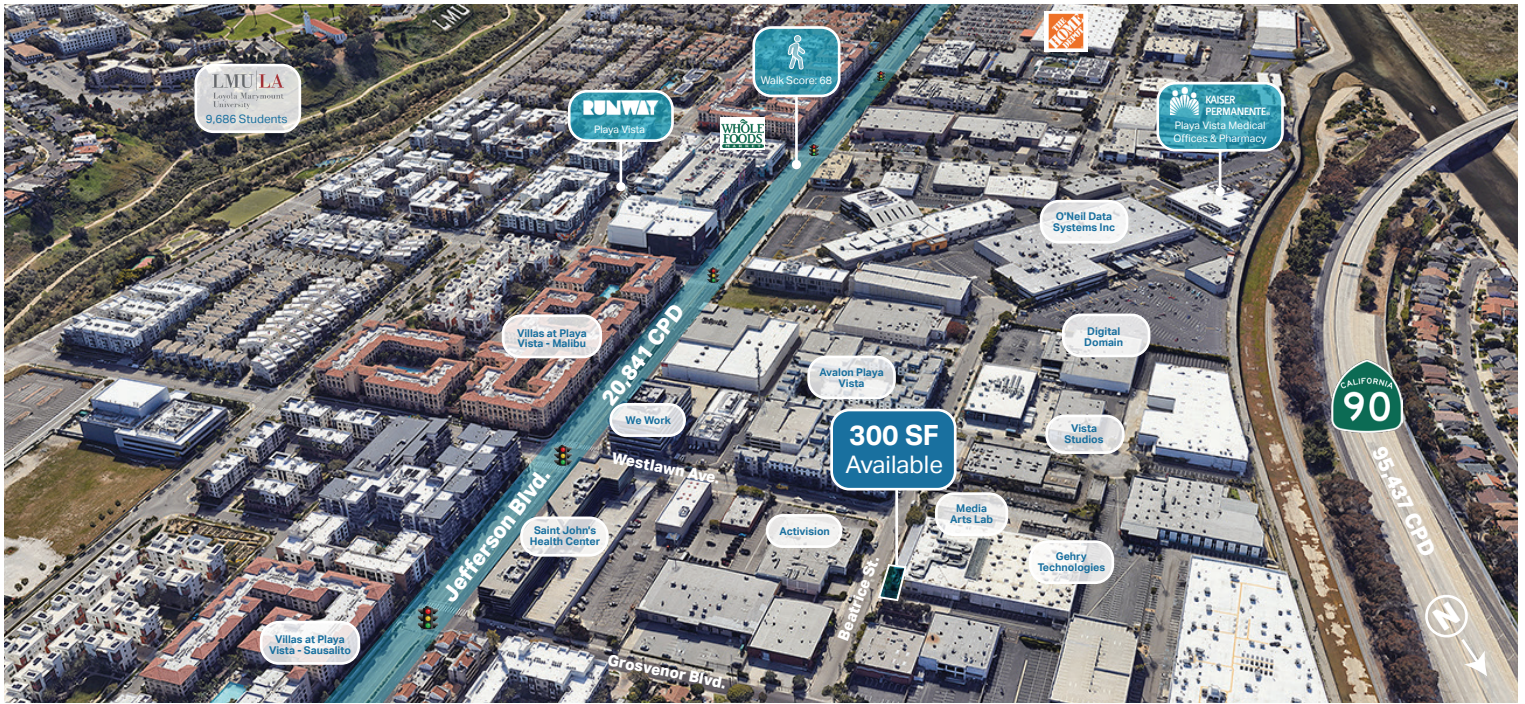 LMU
LMU LA
Loyola Marymount
University
9,686 Students
RUNWAY
Playa Vista
WHOLE
FOODS
MARKET
Walk Score: 68
THE
HOME
DEPOT
KAISER
PERMANENTE®
Playa Vista Medical
Offices & Pharmacy
O'Neil Data
Systems Inc
Villas at Playa
Vista - Malibu
20,841 CPD
Digital
Domain
Avalon Playa
Vista
CALIFORNIA
90
We Work
300 SF
Available
Vista
Studios
Westlawn Ave.
95,437 CPD
Jefferson Blvd.
Saint John's
Health Center
Activision
Media
Arts Lab
Gehry
Technologies
Beatrice St.
Villas at Playa
Vista - Sausalito
Grosvenor Blvd.
N